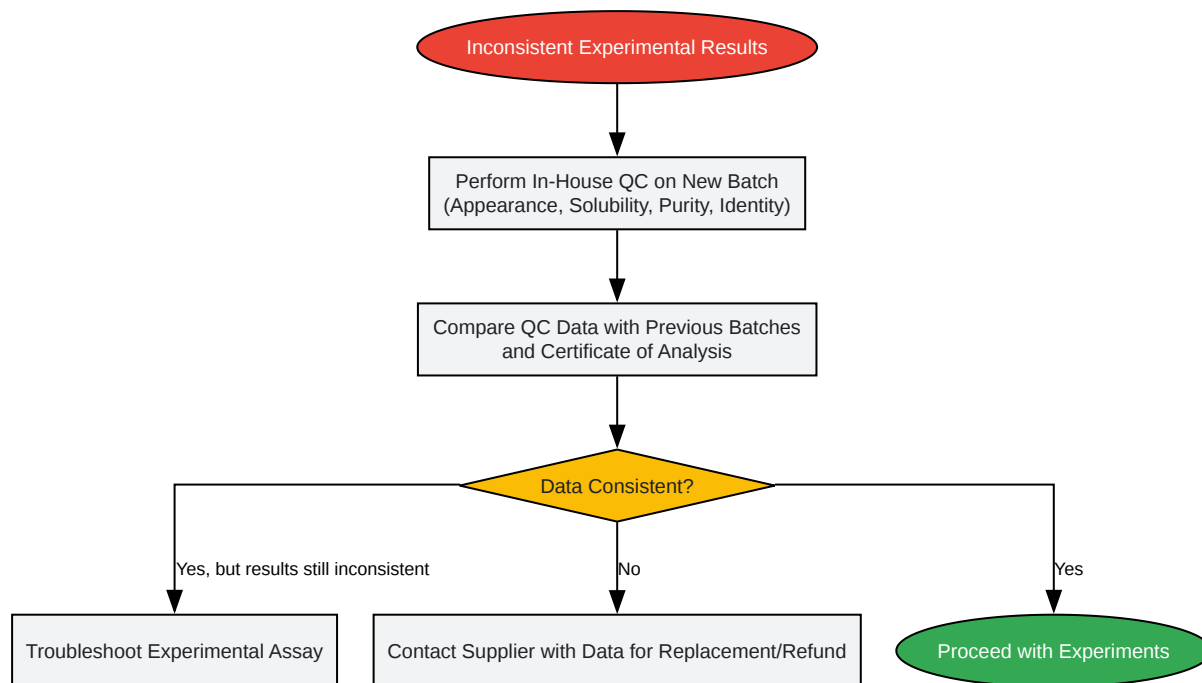 Inconsistent Experimental Results
Perform In-House QC on New Batch
(Appearance, Solubility, Purity, Identity)
Compare QC Data with Previous Batches
and Certificate of Analysis
Data Consistent?
Yes, but results still inconsistent
No
Yes
Troubleshoot Experimental Assay
Contact Supplier with Data for Replacement/Refund
Proceed with Experiments